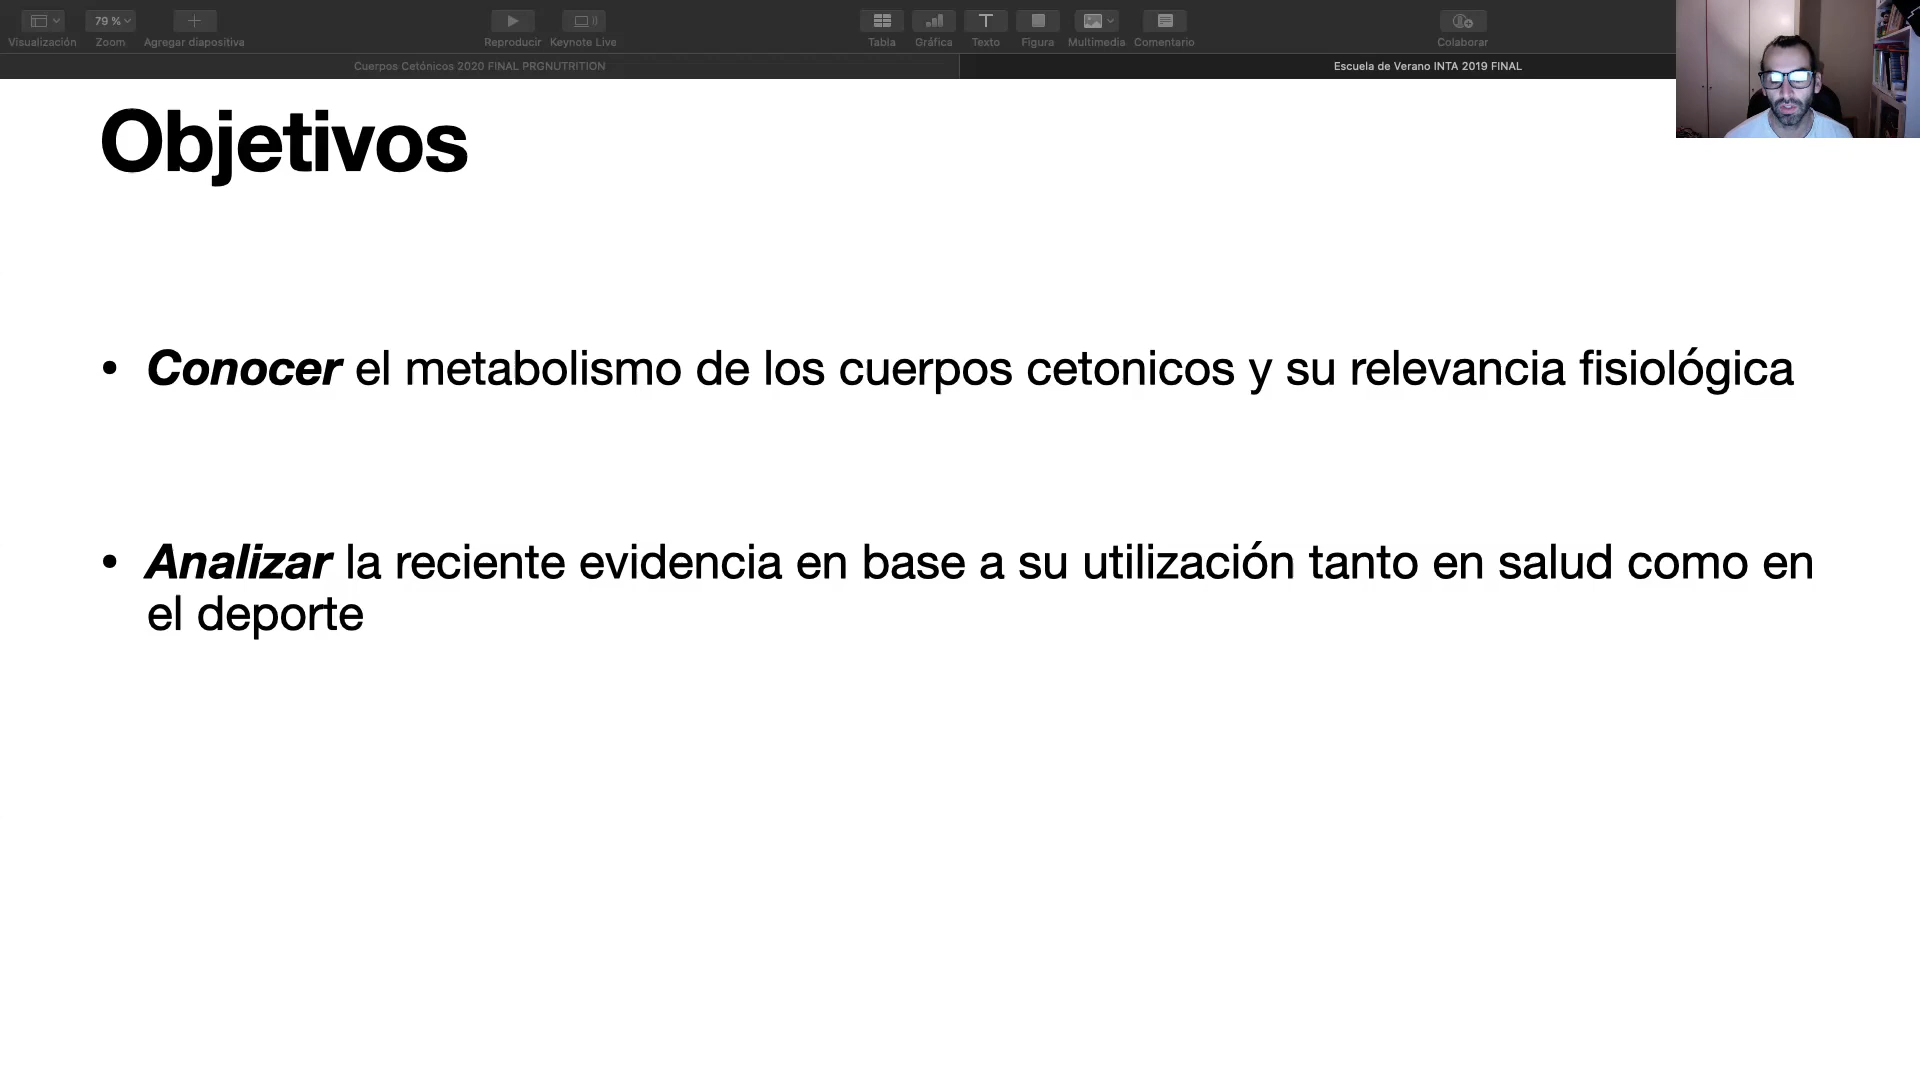 79 %
Visualización Zoom Agregar diapositiva Reproducir Keynote Live Tabla Gráfica Texto Figura Multimedia Comentario Colaborar
Cuerpos Cetónicos 2020 FINAL PRGNUTRITION Escuela de Verano INTA 2019 FINAL
Objetivos
• Conocer el metabolismo de los cuerpos cetonicos y su relevancia fisiológica
• Analizar la reciente evidencia en base a su utilización tanto en salud como en
el deporte